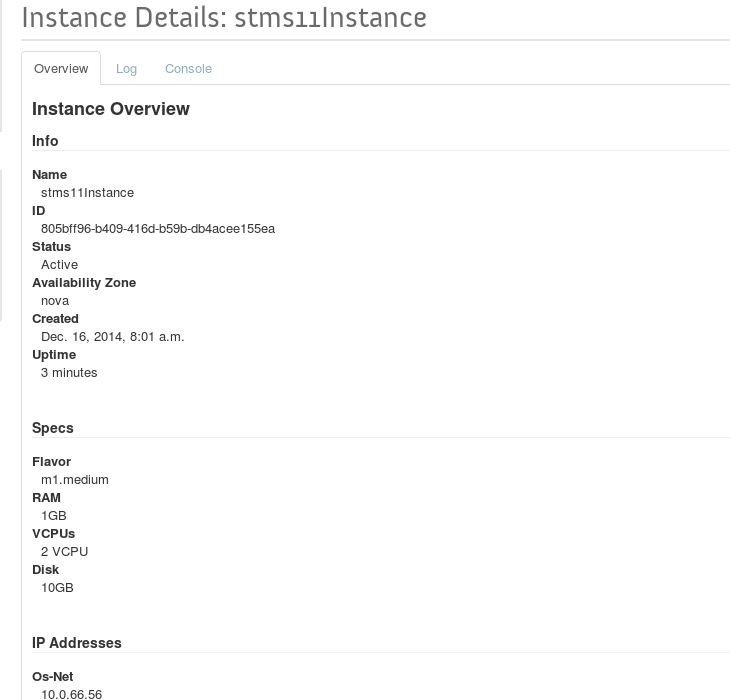 Instance Details: stms11Instance
Overview Log Console
Instance Overview
Info
Name
stms11Instance
ID
805bff96-b409-416d-b59b-db4acee155ea
Status
Active
Availability Zone
nova
Created
Dec. 16, 2014, 8:01 a.m.
Uptime
3 minutes
Specs
Flavor
m1.medium
RAM
1GB
VCPUs
2 VCPU
Disk
10GB
IP Addresses
Os-Net
10.0.66.56